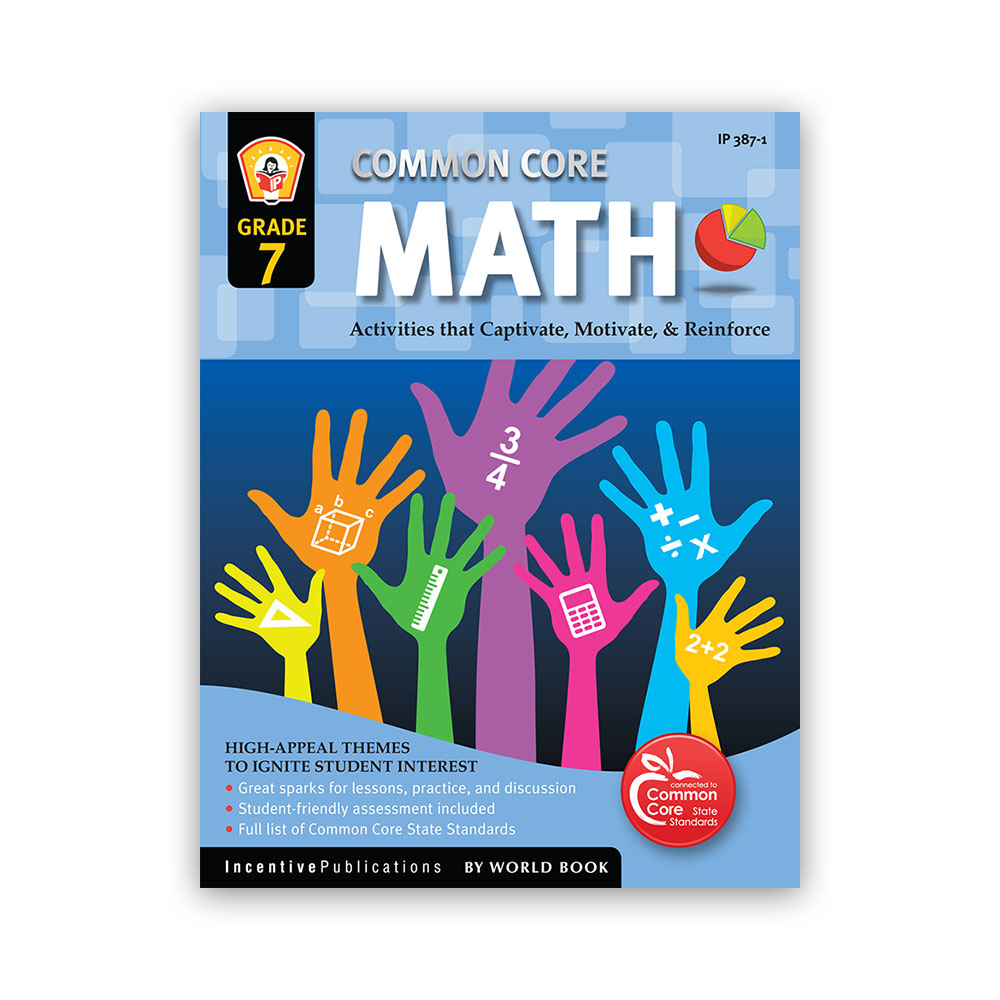 IP 387-1
IP
GRADE
7
COMMON CORE
MATH
Activities that Captivate, Motivate, & Reinforce
3
4
a b c
+ −
÷ x
2+2
HIGH-APPEAL THEMES
TO IGNITE STUDENT INTEREST
• Great sparks for lessons, practice, and discussion
• Student-friendly assessment included
• Full list of Common Core State Standards
connected to
Common
Core State
Standards
IncentivePublications BY WORLD BOOK